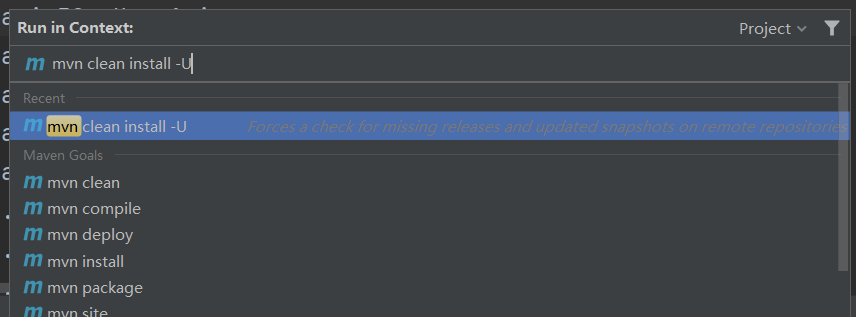 Run in Context:
Project
m mvn clean install -U
Recent
m mvn clean install -U Forces a check for missing releases and updated snapshots on remote repositories
Maven Goals
m mvn clean
m mvn compile
m mvn deploy
m mvn install
m mvn package
m mvn site